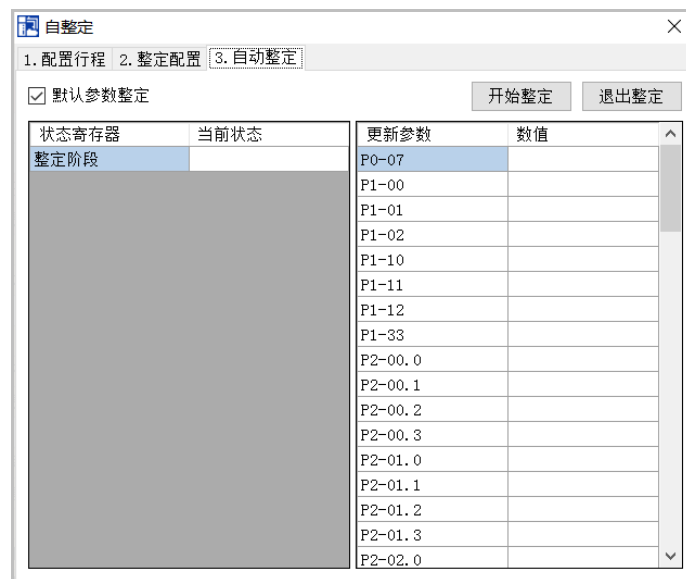 自整定
1. 配置行程 2. 整定配置 3. 自动整定
默认参数整定 开始整定 退出整定
状态寄存器 当前状态 更新参数 数值
整定阶段 P0-07
P1-00
P1-01
P1-02
P1-10
P1-11
P1-12
P1-33
P2-00.0
P2-00.1
P2-00.2
P2-00.3
P2-01.0
P2-01.1
P2-01.2
P2-01.3
P2-02.0